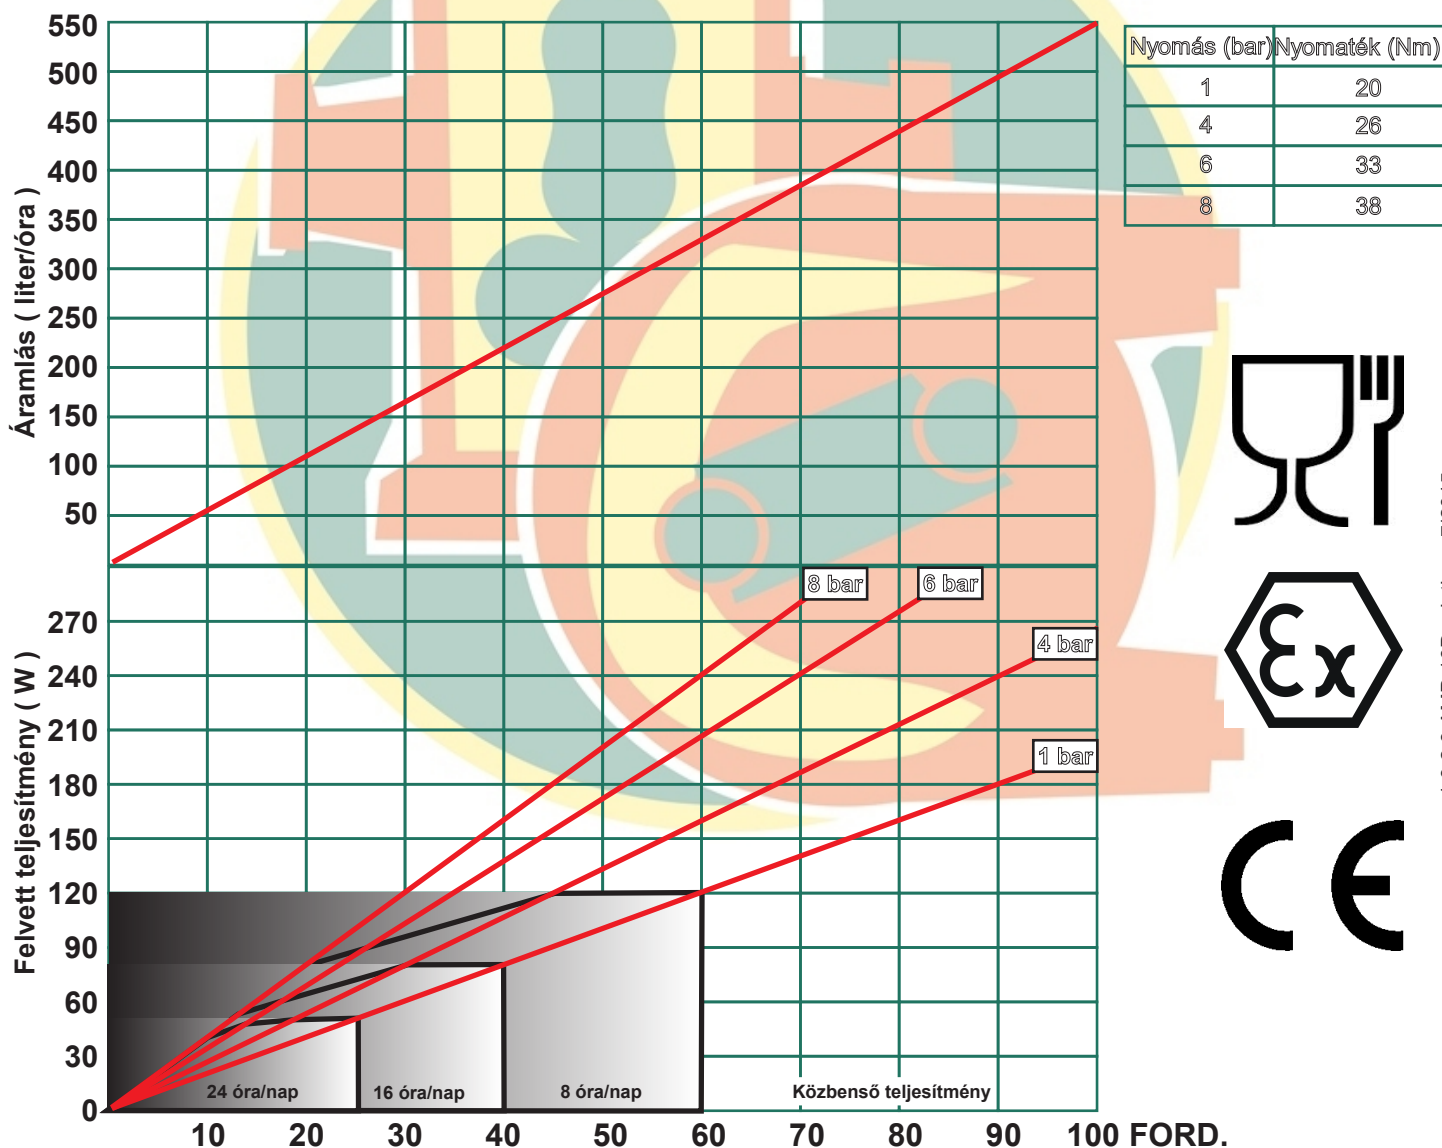 550
500
450
400
350
300
250
200
150
100
50
Áramlás ( liter/óra )
Nyomás (bar) Nyomaték (Nm)
1 20
4 26
6 33
8 38
8 bar
6 bar
4 bar
1 bar
270
240
210
180
150
120
90
60
30
0
Felvett teljesítmény ( W )
24 óra/nap
16 óra/nap
8 óra/nap
Közbenső teljesítmény
10 20 30 40 50 60 70 80 90 100 FORD.
Ex
CE